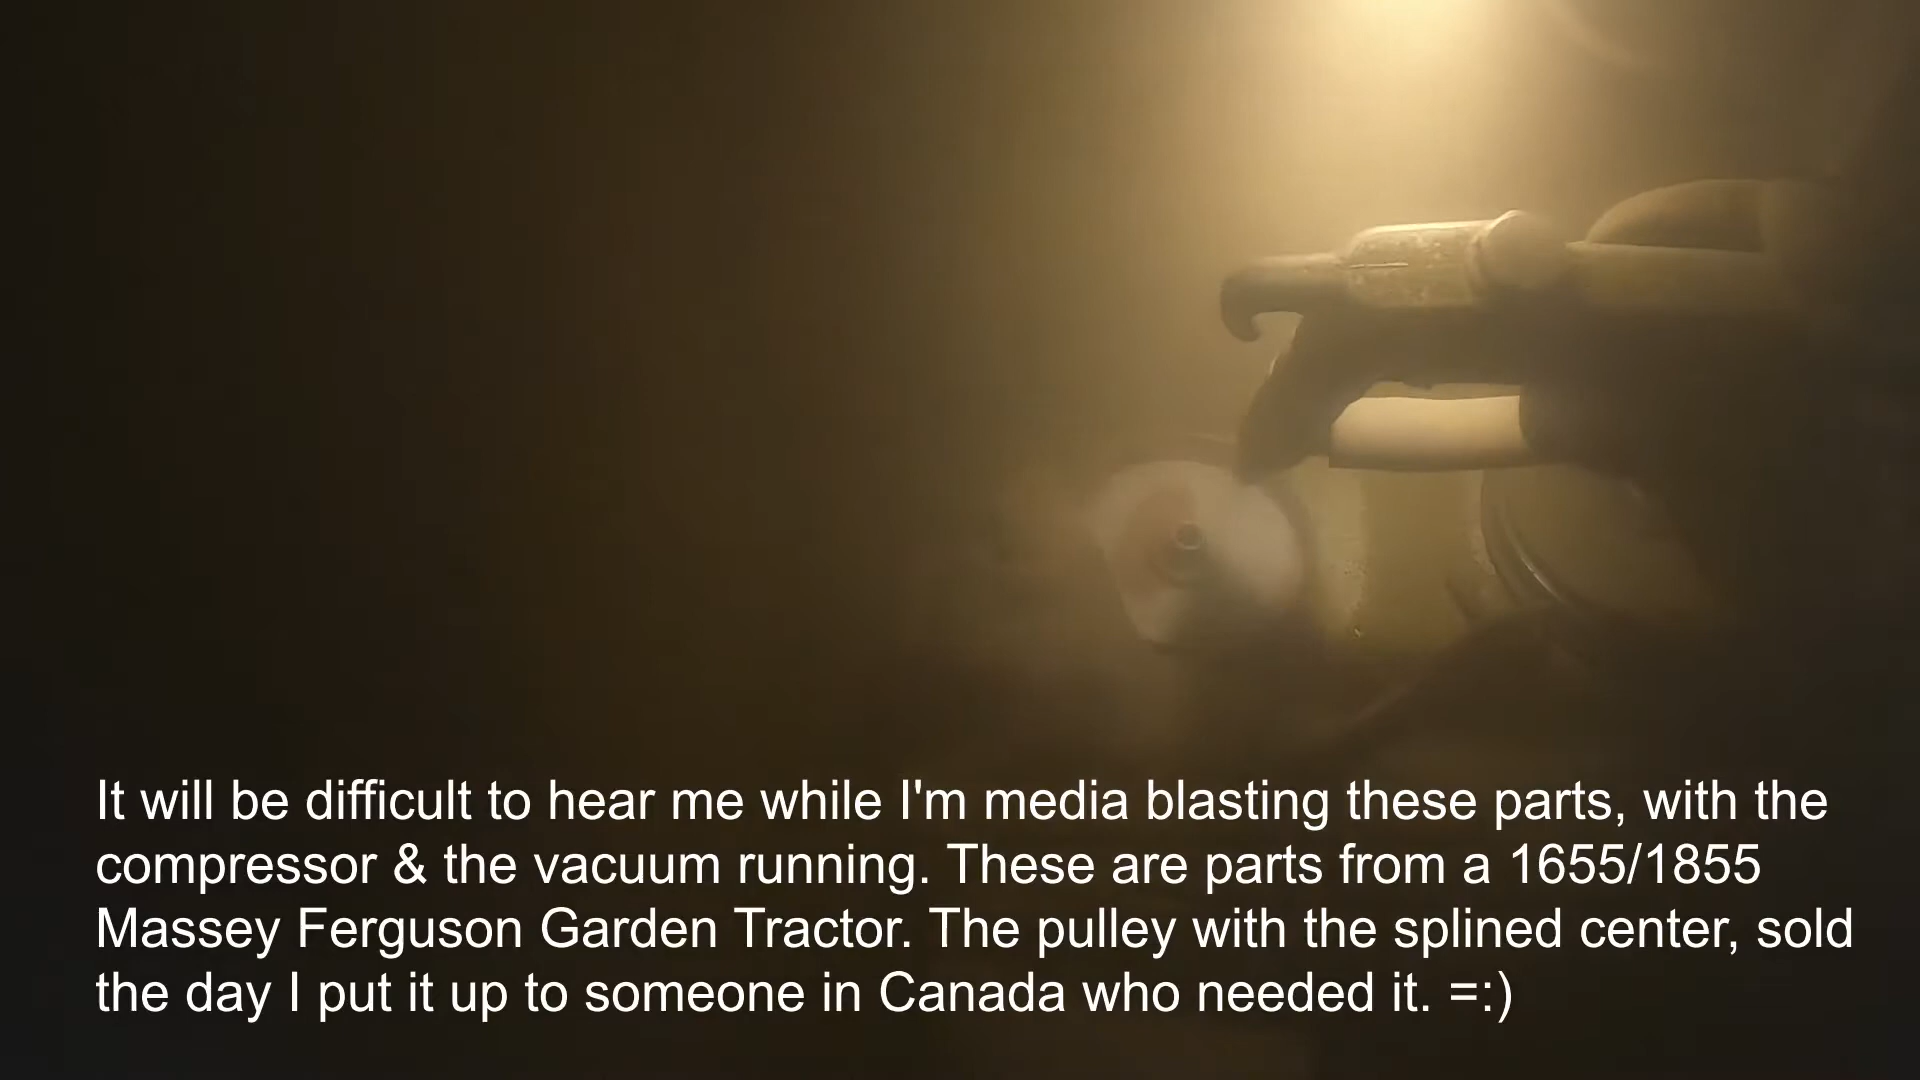 It will be difficult to hear me while I'm media blasting these parts, with the
compressor & the vacuum running. These are parts from a 1655/1855
Massey Ferguson Garden Tractor. The pulley with the splined center, sold
the day I put it up to someone in Canada who needed it. =:)